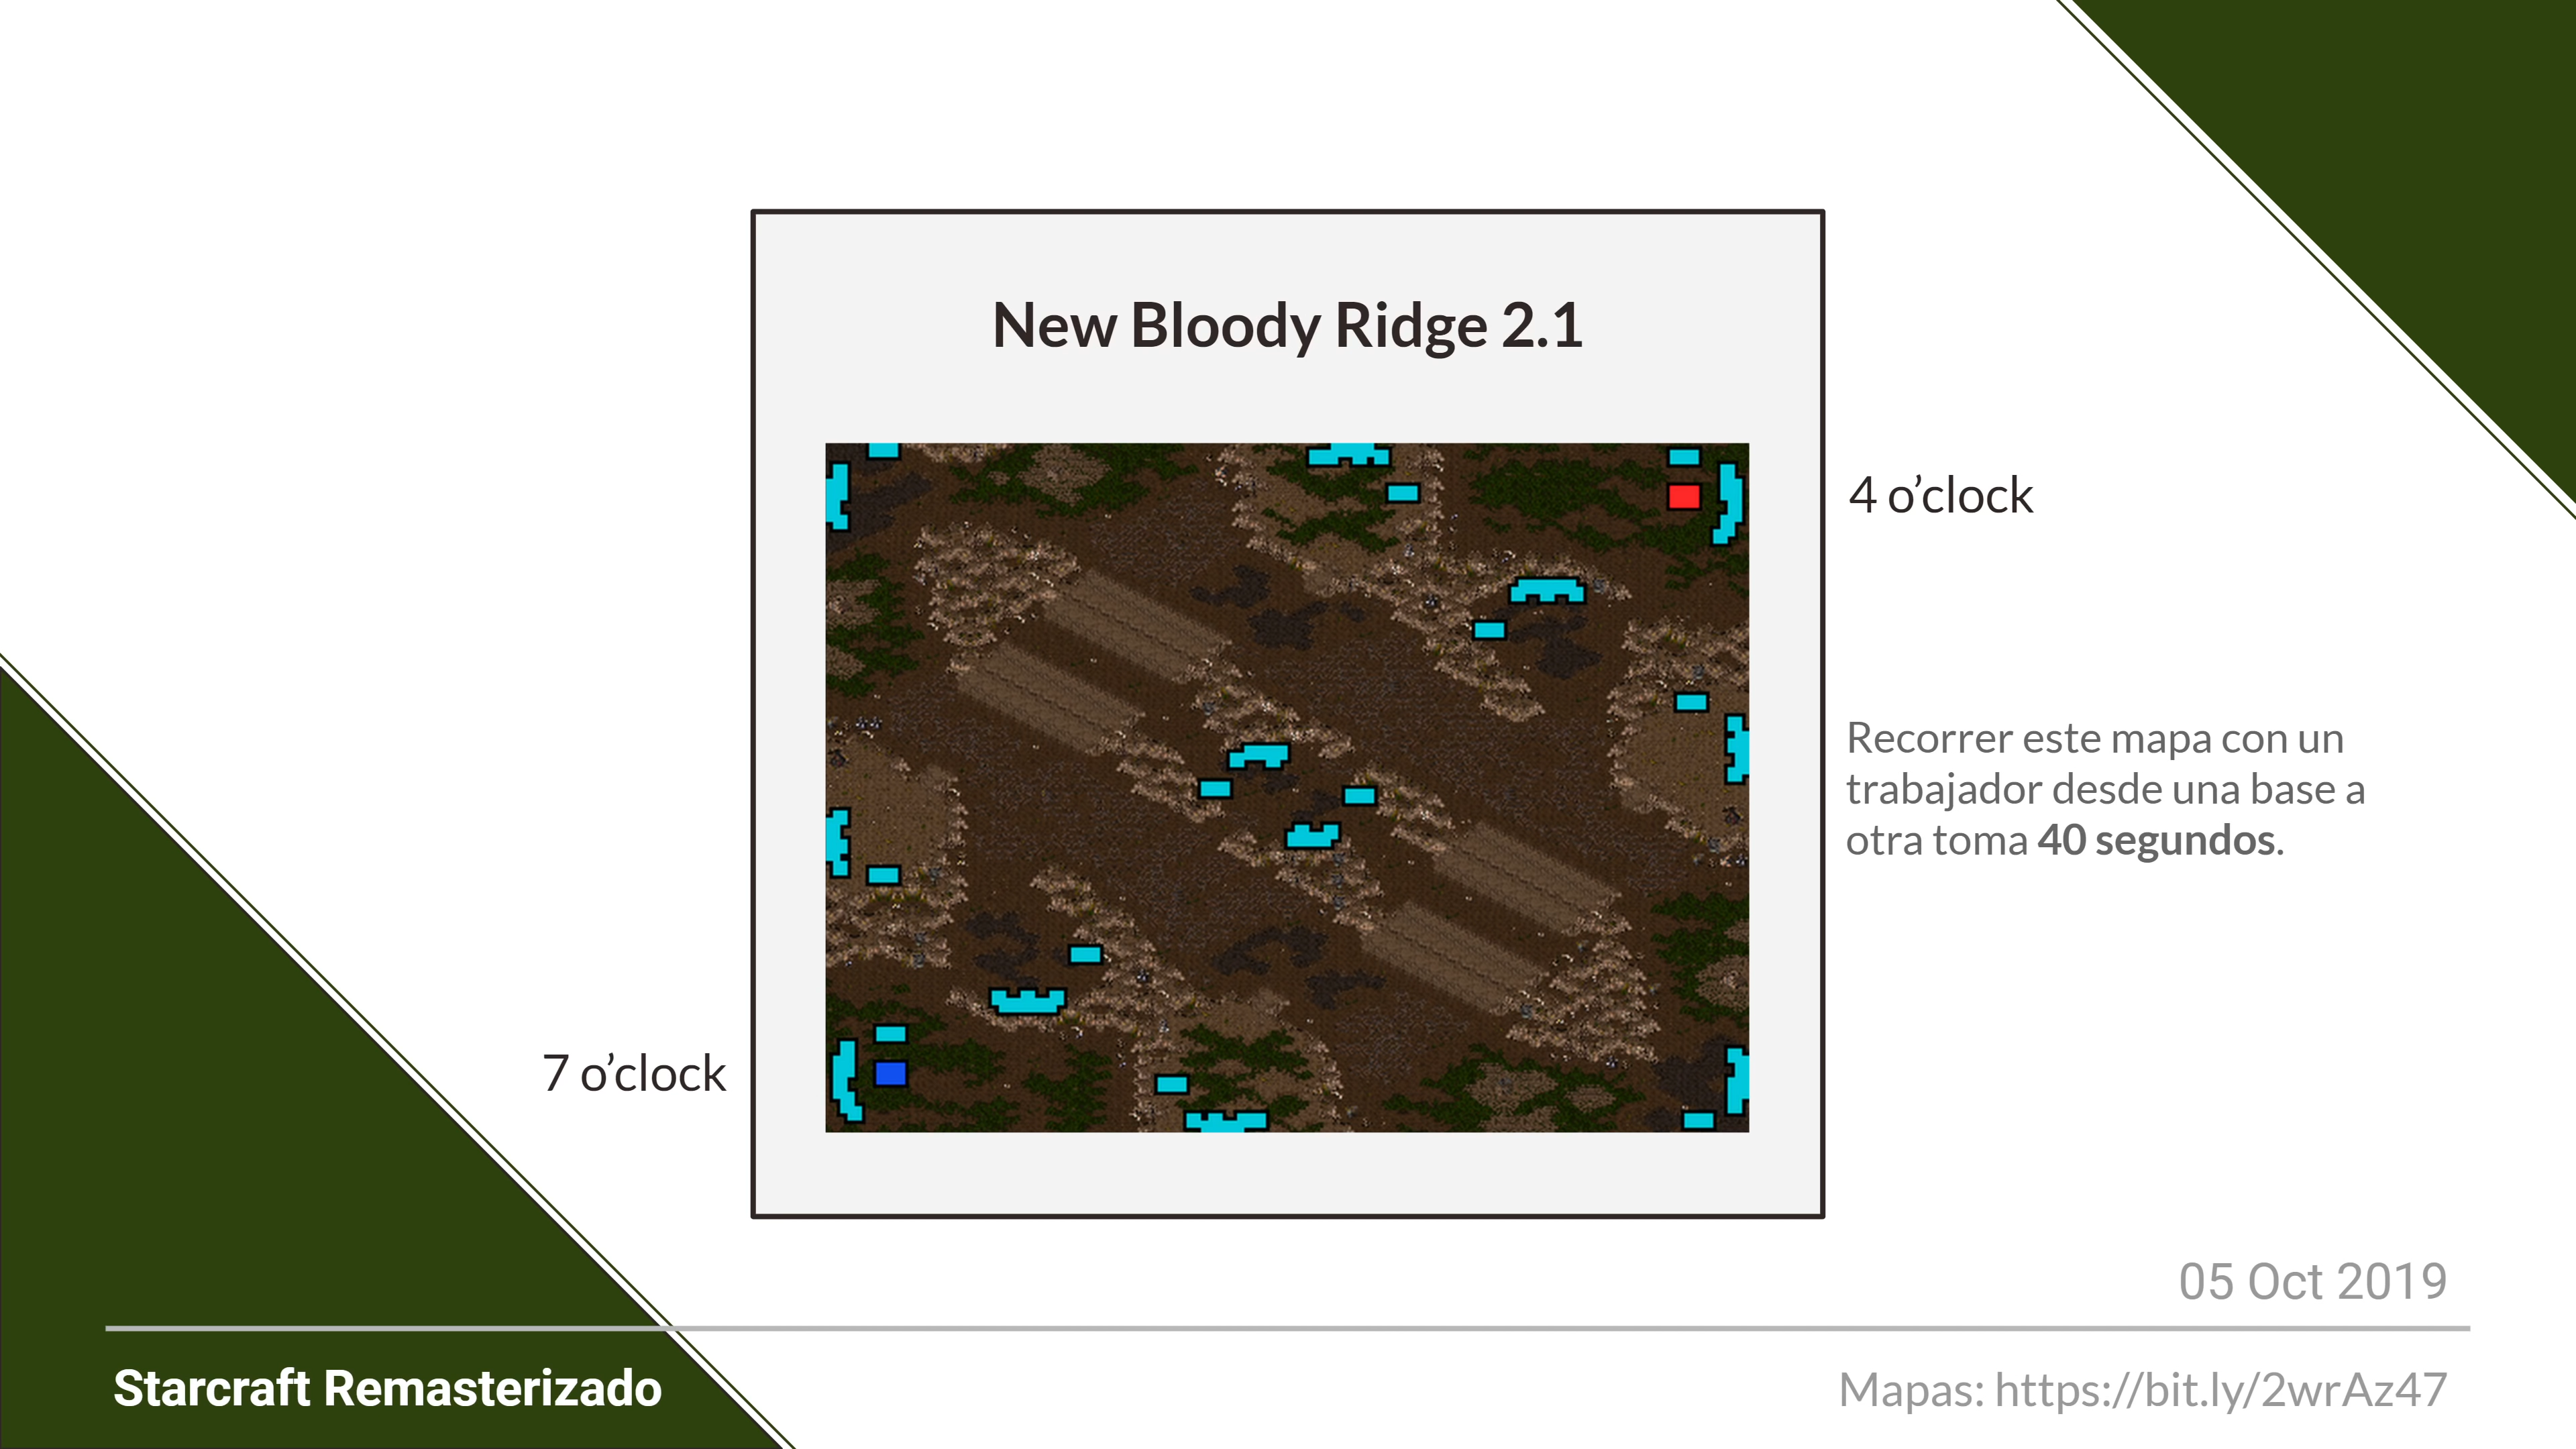 New Bloody Ridge 2.1
4 o’clock
Recorrer este mapa con un
trabajador desde una base a
otra toma 40 segundos.
7 o’clock
05 Oct 2019
Starcraft Remasterizado
Mapas: https://bit.ly/2wrAz47